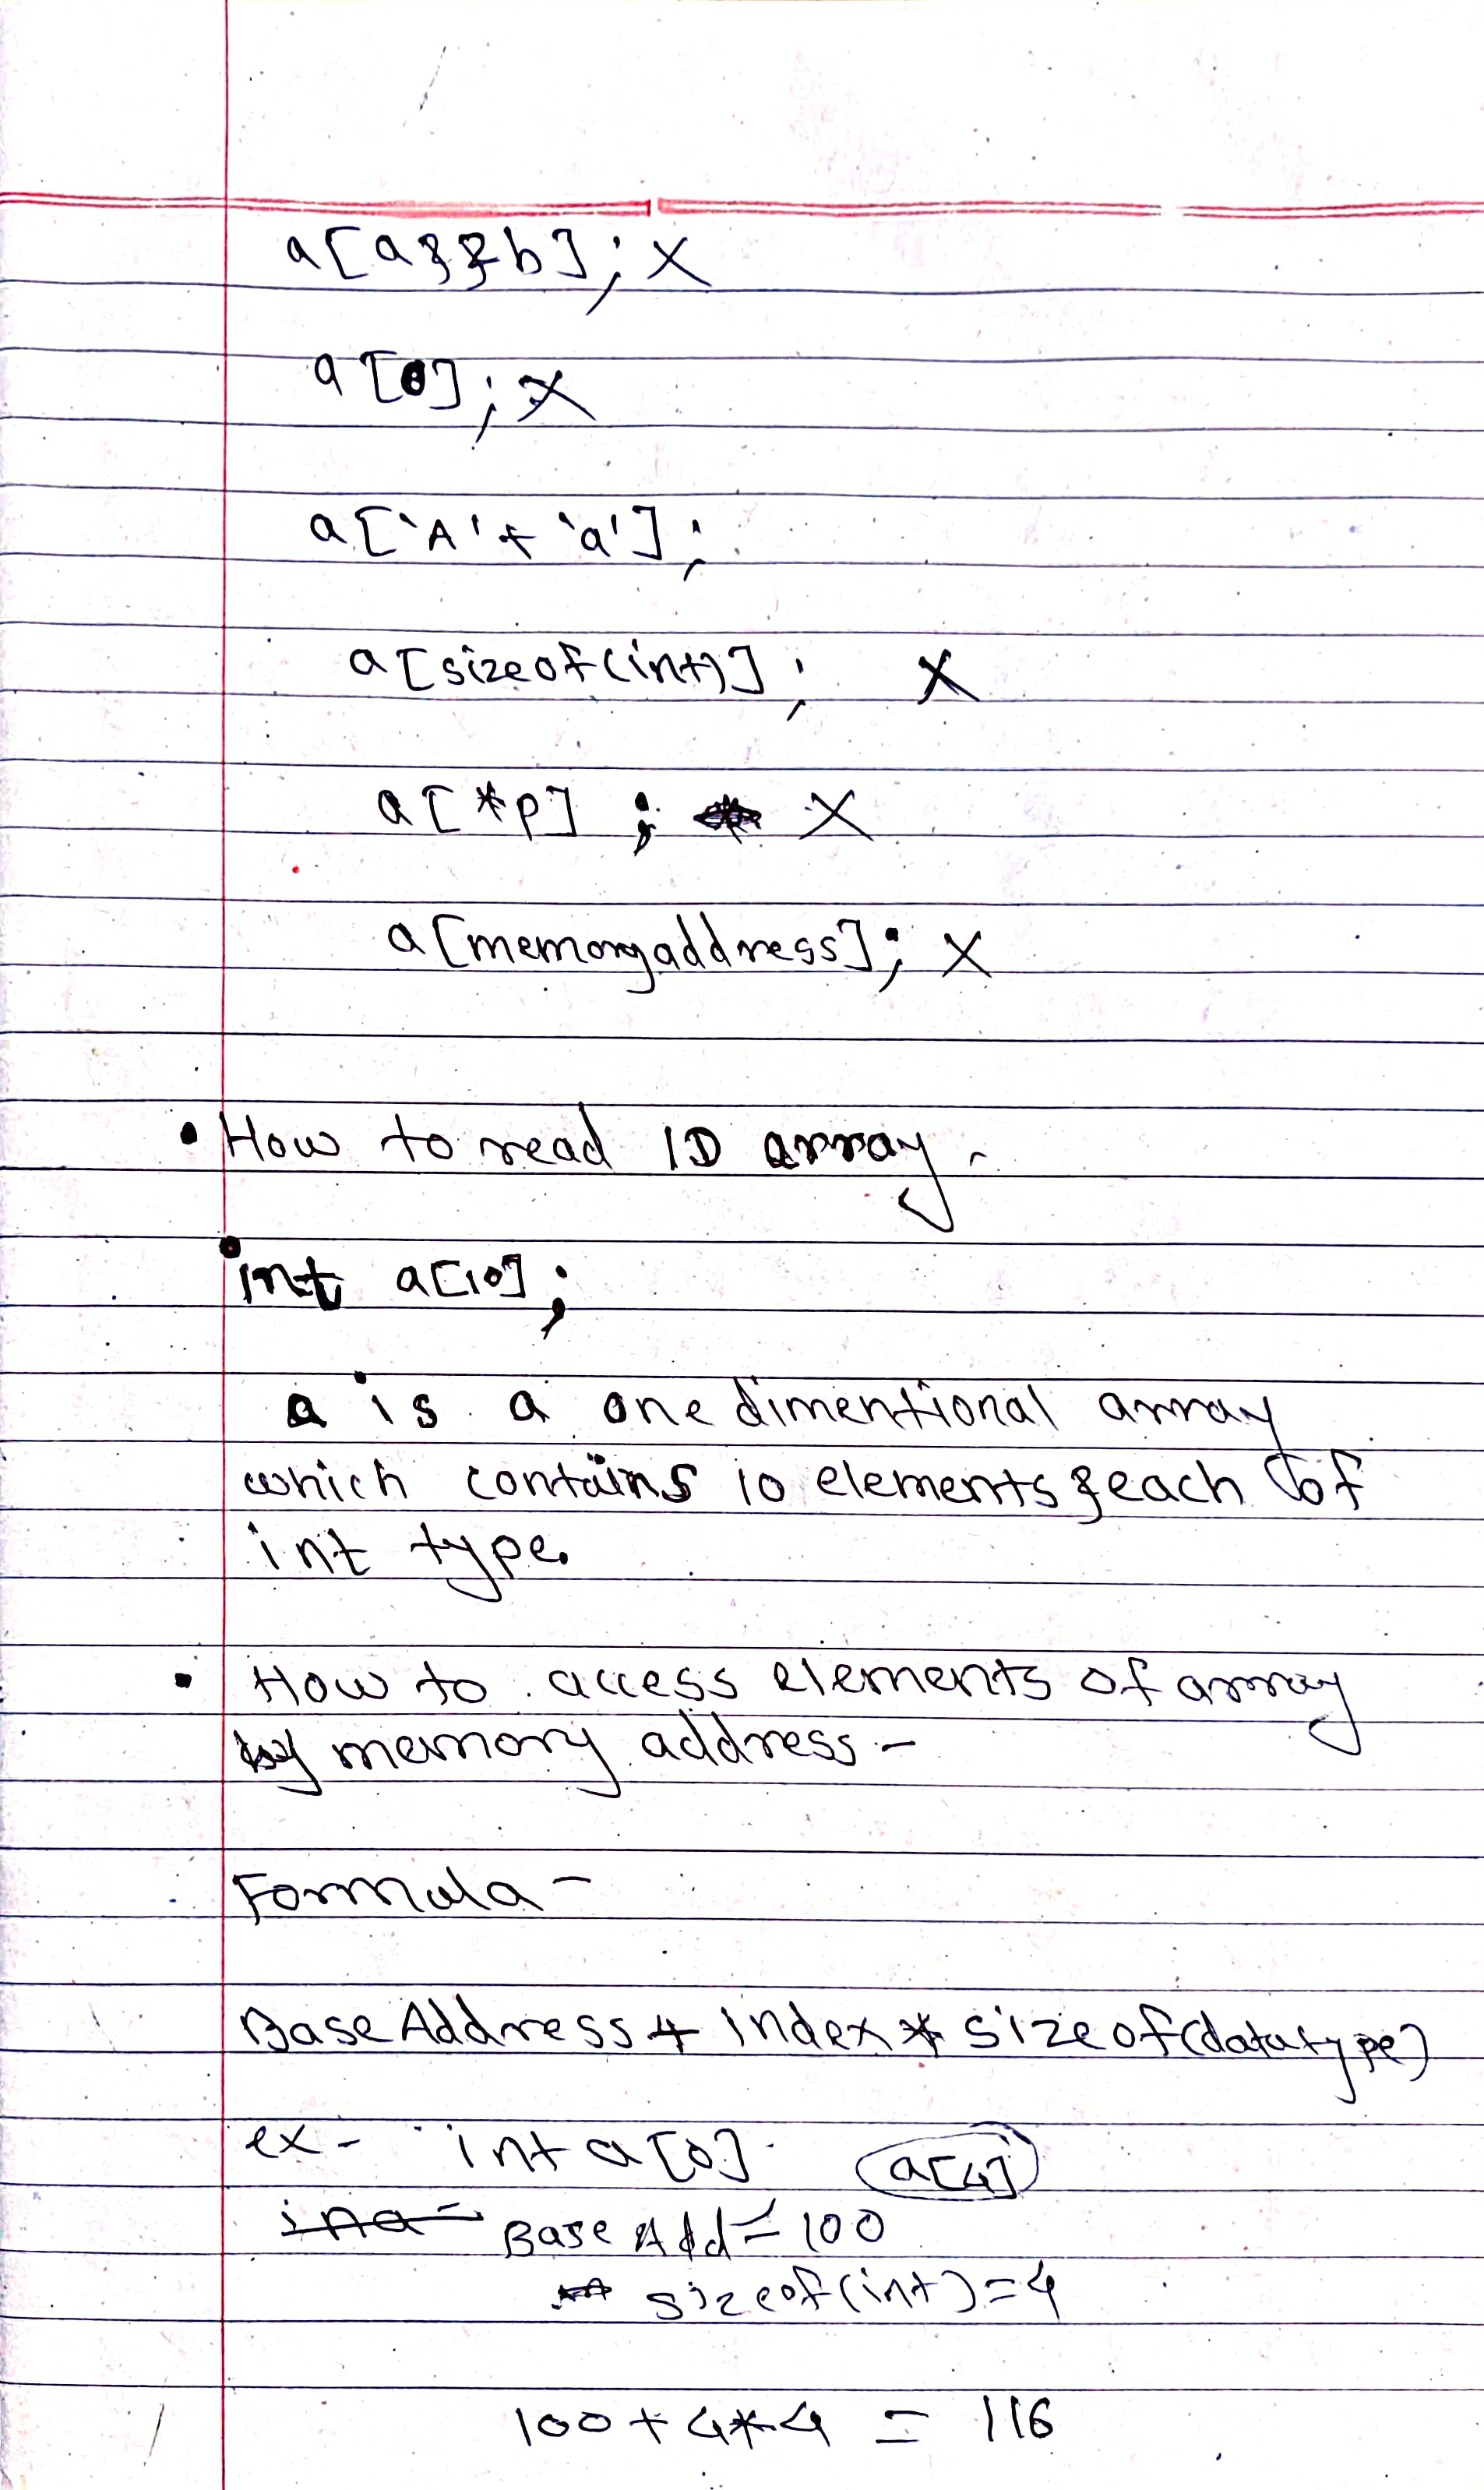 a[a&&b]; X
a[0]; X
a['A'+ 'a'];
a[sizeof(int)]; X
a[*p] ; X
a[memoryaddress]; X
• How to read 1D array -
int a[10];
a is a one dimentional array
which contains 10 elements & each of
int type.
• How to access elements of array
by memory address -
Formula -
Base Address + index * sizeof(datatype)
ex - int a[0] a[4]
Base Add = 100
sizeof(int) = 4
100 + 4*4 = 116